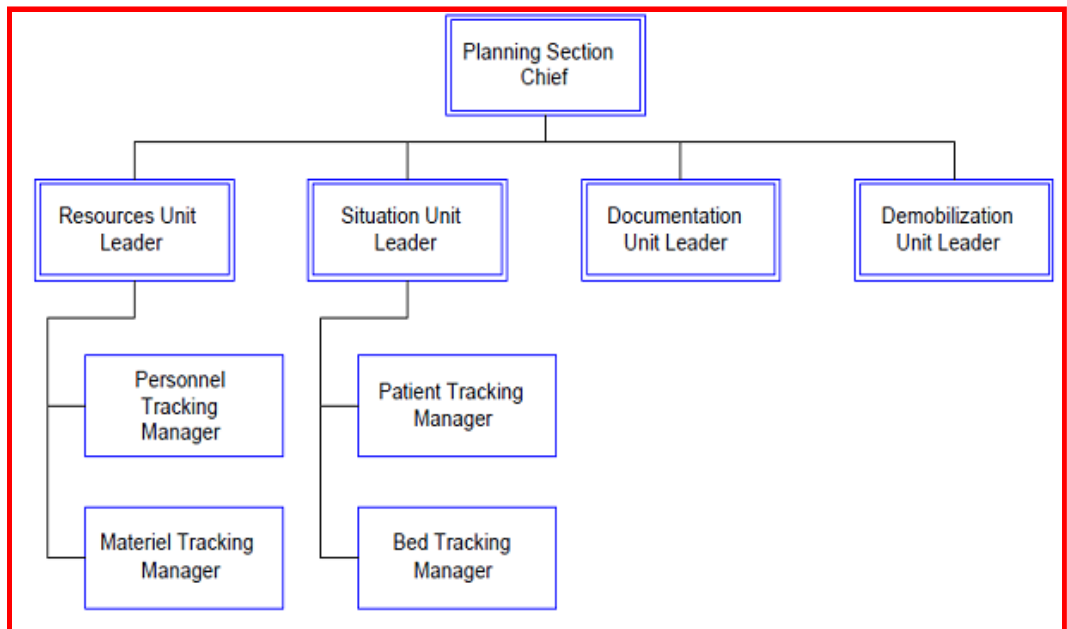 Planning Section
Chief
Resources Unit
Leader
Situation Unit
Leader
Documentation
Unit Leader
Demobilization
Unit Leader
Personnel
Tracking
Manager
Patient Tracking
Manager
Materiel Tracking
Manager
Bed Tracking
Manager